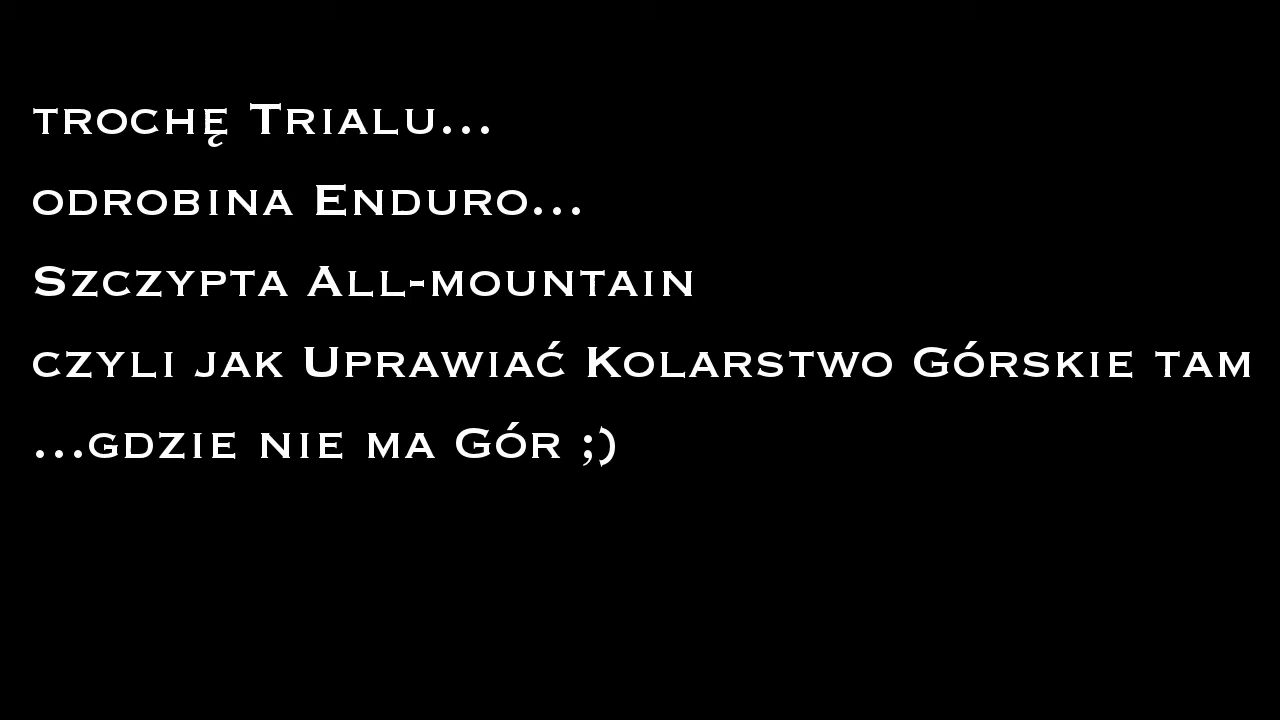 trochę Trialu...
odrobina Enduro...
Szczypta All-mountain
czyli jak Uprawiać Kolarstwo Górskie tam
...gdzie nie ma Gór ;)